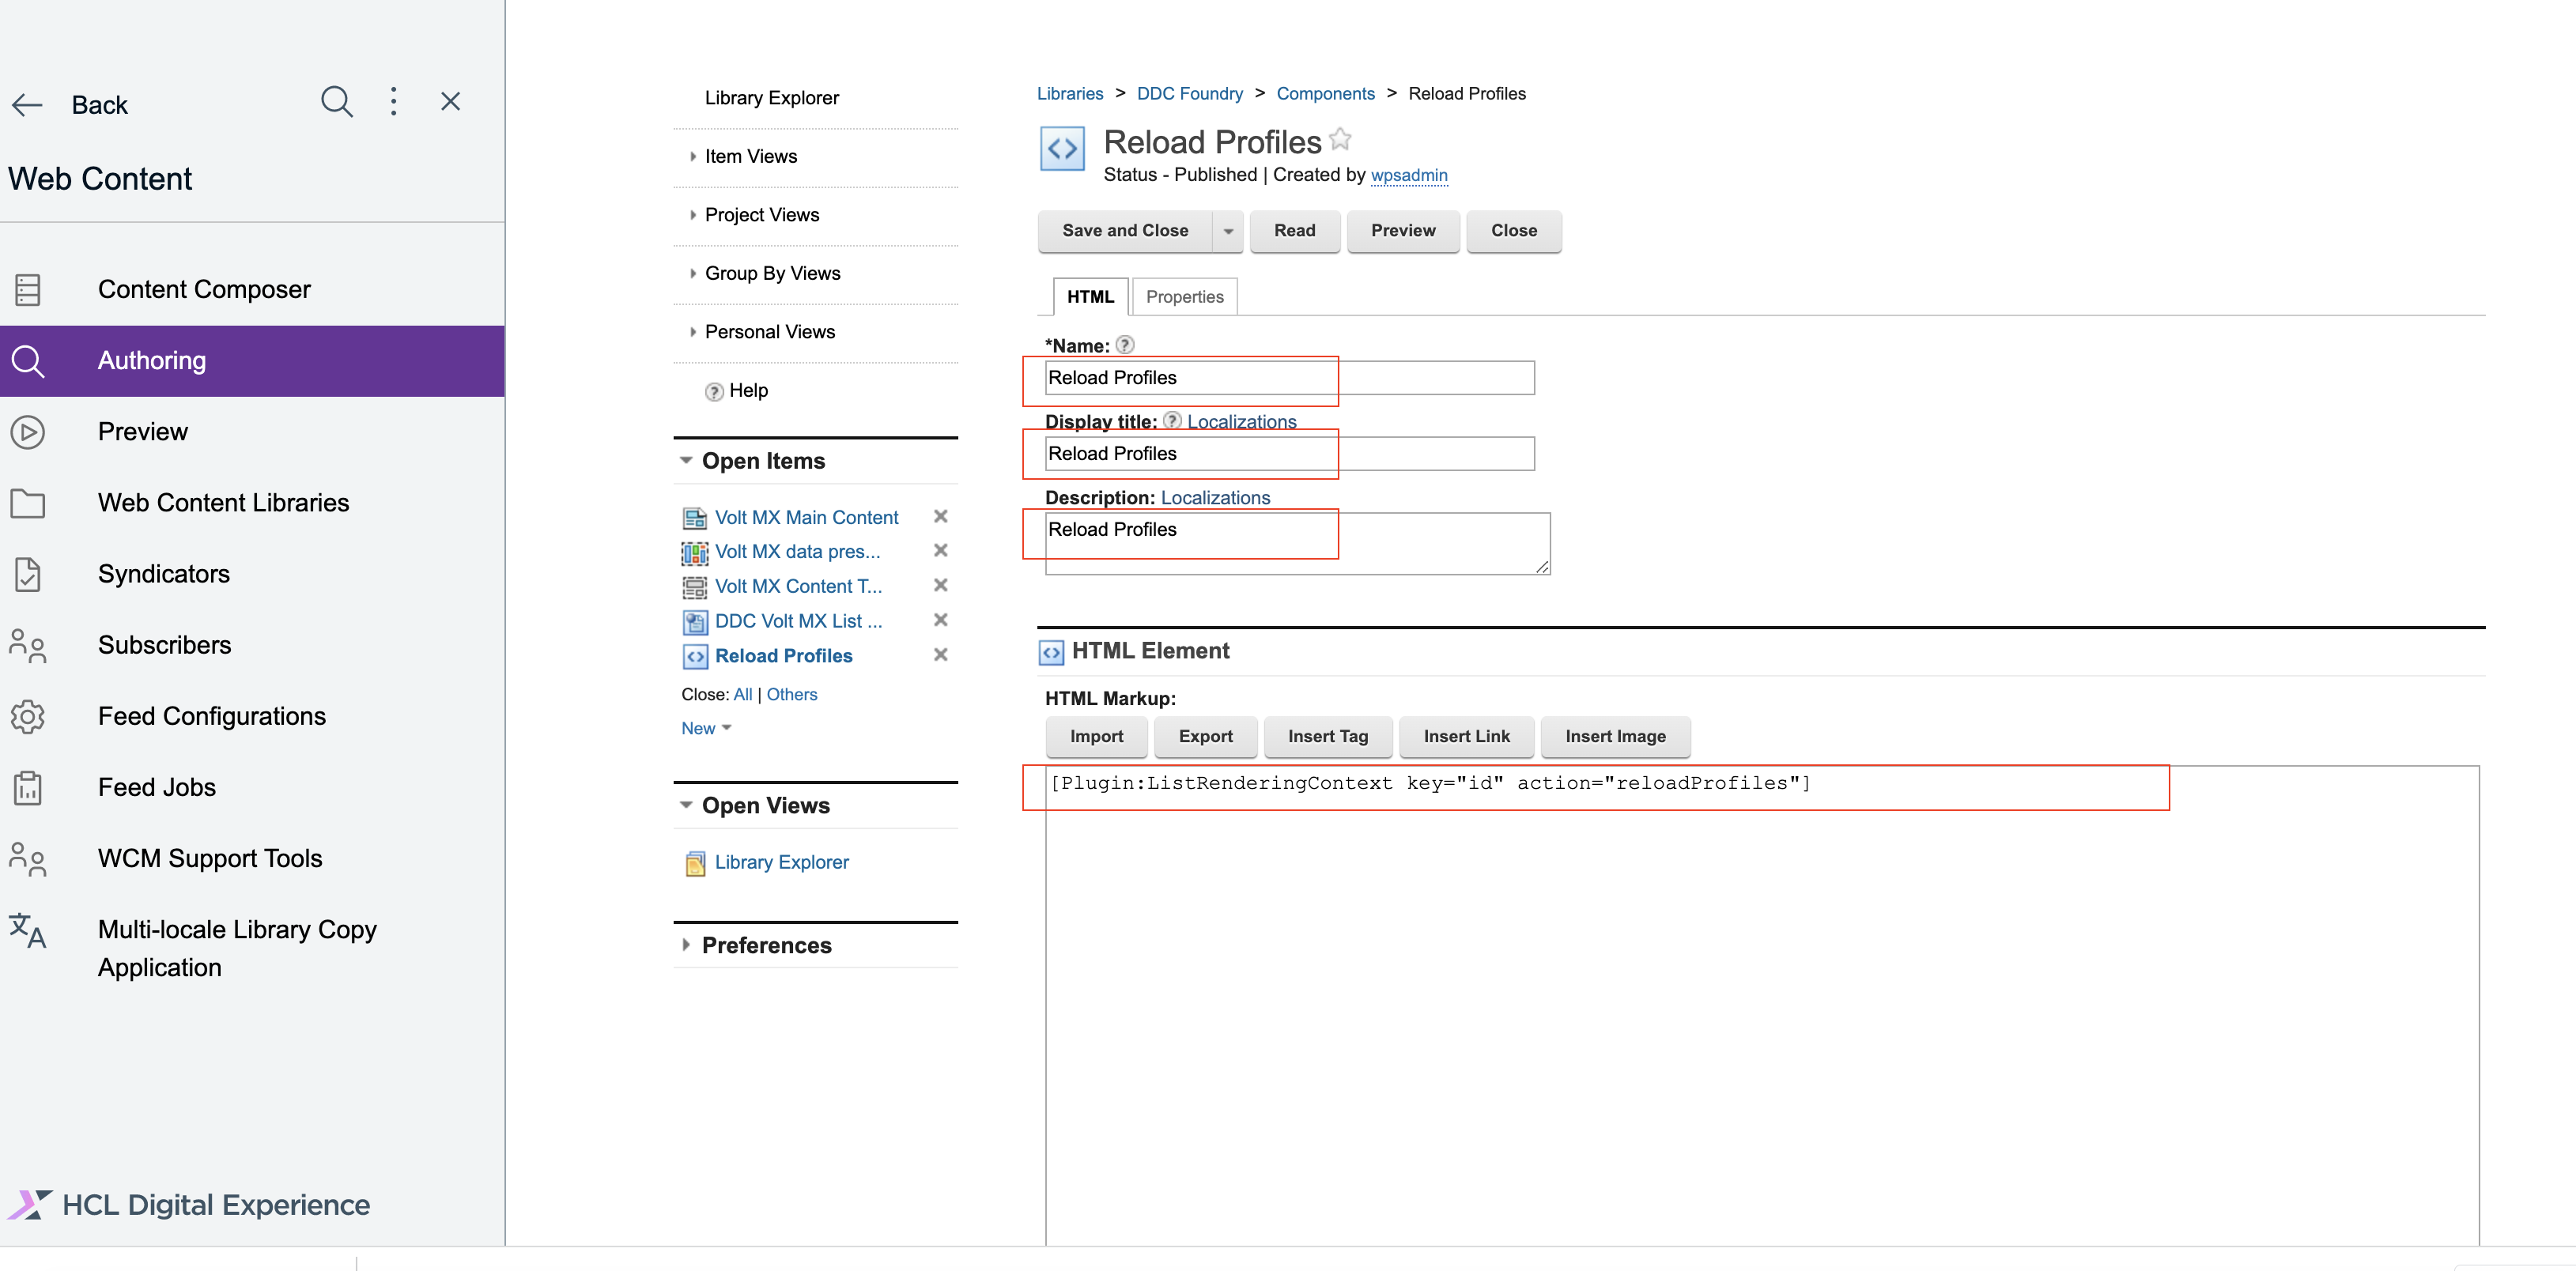 Back
Web Content
Content Composer
Authoring
Preview
Web Content Libraries
Syndicators
Subscribers
Feed Configurations
Feed Jobs
WCM Support Tools
Multi-locale Library Copy
Application
HCL Digital Experience
Library Explorer
Item Views
Project Views
Group By Views
Personal Views
? Help
Open Items
Volt MX Main Content
Volt MX data pres...
Volt MX Content T...
DDC Volt MX List ...
Reload Profiles
Close: All | Others
New
Open Views
Library Explorer
Preferences
Libraries > DDC Foundry > Components > Reload Profiles
Reload Profiles
Status - Published | Created by wpsadmin
Save and Close Read Preview Close
HTML Properties
*Name: ?
Reload Profiles
Display title: ? Localizations
Reload Profiles
Description: Localizations
Reload Profiles
HTML Element
HTML Markup:
Import Export Insert Tag Insert Link Insert Image
[Plugin:ListRenderingContext key="id" action="reloadProfiles"]